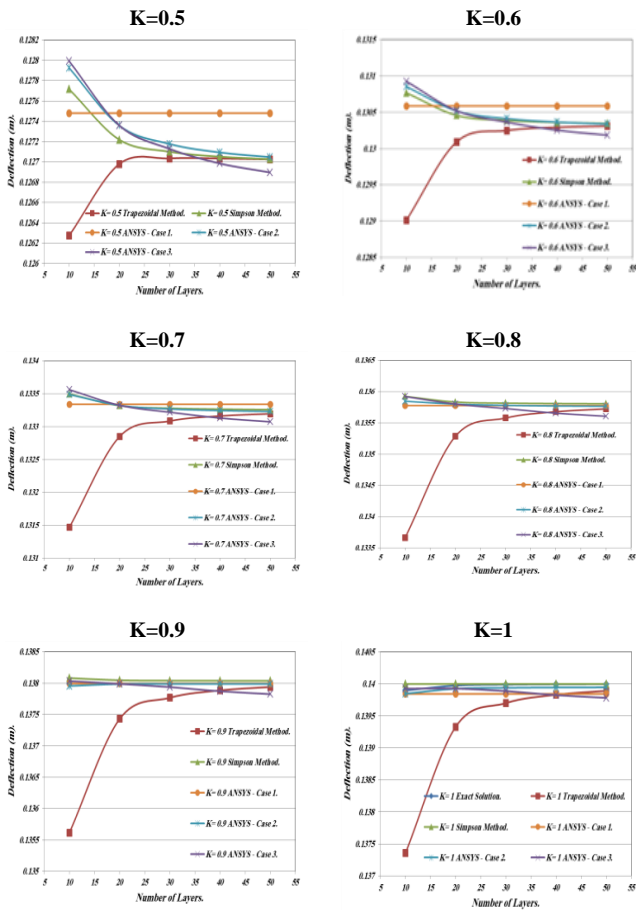 K=0.5
K=0.6
Deflection (m).
0.1282
0.128
0.1278
0.1276
0.1274
0.1272
0.127
0.1268
0.1266
0.1264
0.1262
0.126
K= 0.5 Trapezoidal Method.
K= 0.5 Simpson Method.
K= 0.5 ANSYS - Case 1.
K= 0.5 ANSYS - Case 2.
K= 0.5 ANSYS - Case 3.
5 10 15 20 25 30 35 40 45 50 55
Number of Layers.
Deflection (m).
0.1315
0.131
0.1305
0.13
0.1295
0.129
0.1285
K= 0.6 Trapezoidal Method.
K= 0.6 Simpson Method.
K= 0.6 ANSYS - Case 1.
K= 0.6 ANSYS - Case 2.
K= 0.6 ANSYS - Case 3.
5 10 15 20 25 30 35 40 45 50 55
Number of Layers.
K=0.7
K=0.8
Deflection (m).
0.134
0.1335
0.133
0.1325
0.132
0.1315
0.131
K= 0.7 Trapezoidal Method.
K= 0.7 Simpson Method.
K= 0.7 ANSYS - Case 1.
K= 0.7 ANSYS - Case 2.
K= 0.7 ANSYS - Case 3.
5 10 15 20 25 30 35 40 45 50 55
Number of Layers.
Deflection (m).
0.1365
0.136
0.1355
0.135
0.1345
0.134
0.1335
K= 0.8 Trapezoidal Method.
K= 0.8 Simpson Method.
K= 0.8 ANSYS - Case 1.
K= 0.8 ANSYS - Case 2.
K= 0.8 ANSYS - Case 3.
5 10 15 20 25 30 35 40 45 50 55
Number of Layers.
K=0.9
K=1
Deflection (m).
0.1385
0.138
0.1375
0.137
0.1365
0.136
0.1355
0.135
K= 0.9 Trapezoidal Method.
K= 0.9 Simpson Method.
K= 0.9 ANSYS - Case 1.
K= 0.9 ANSYS - Case 2.
K= 0.9 ANSYS - Case 3.
5 10 15 20 25 30 35 40 45 50 55
Number of Layers.
Deflection (m).
0.1405
0.14
0.1395
0.139
0.1385
0.138
0.1375
0.137
K= 1 Exact Solution.
K= 1 Trapezoidal Method.
K= 1 Simpson Method.
K= 1 ANSYS - Case 1.
K= 1 ANSYS - Case 2.
K= 1 ANSYS - Case 3.
5 10 15 20 25 30 35 40 45 50 55
Number of Layers.